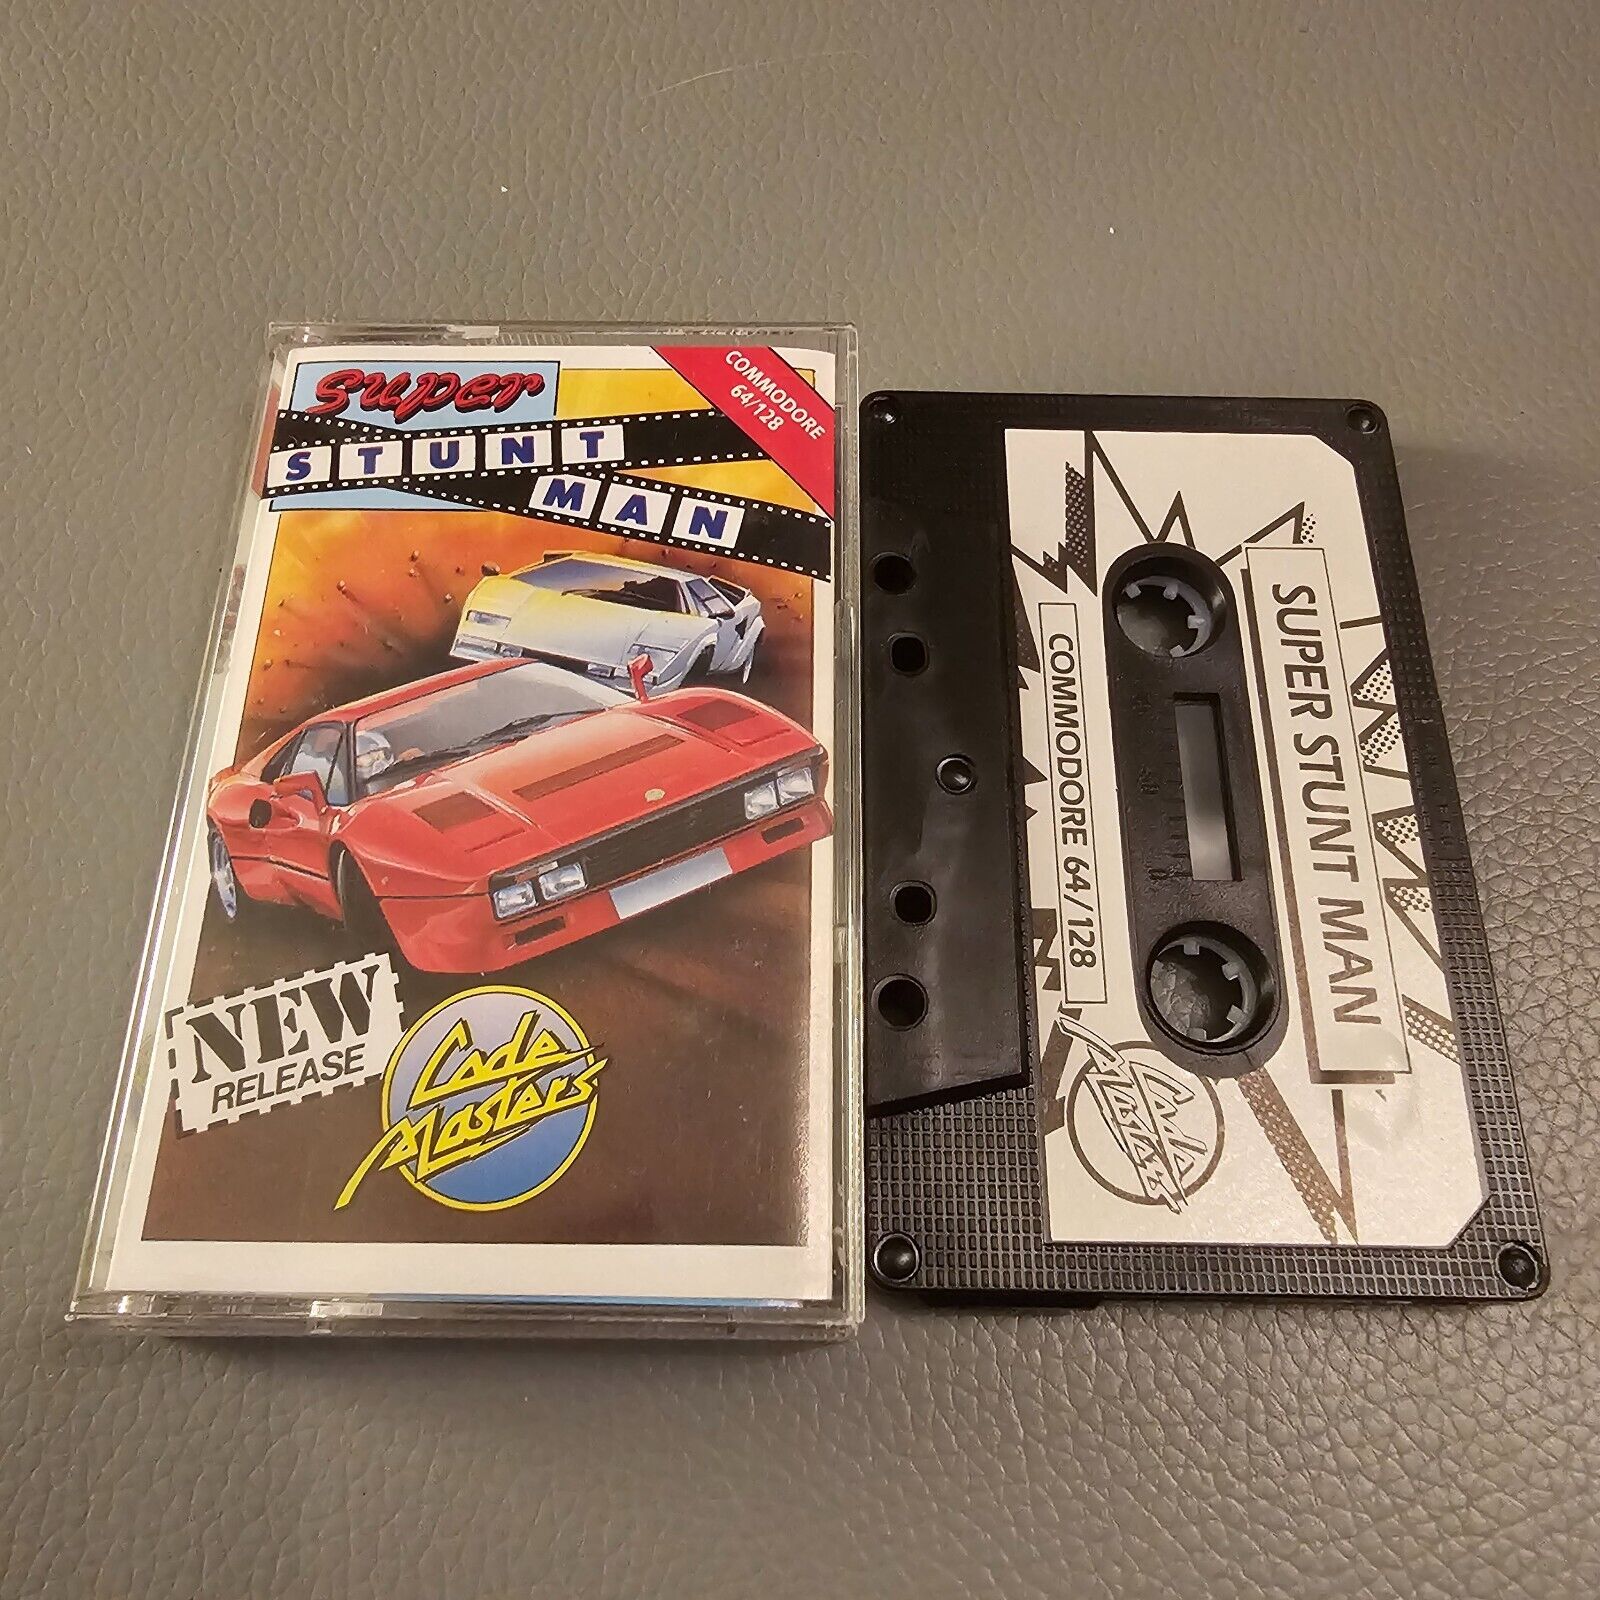 Super
STUNT
MAN
COMMODORE
64/128
NEW
RELEASE
Code
Masters
SUPER STUNT MAN
COMMODORE 64/128
Code
Masters